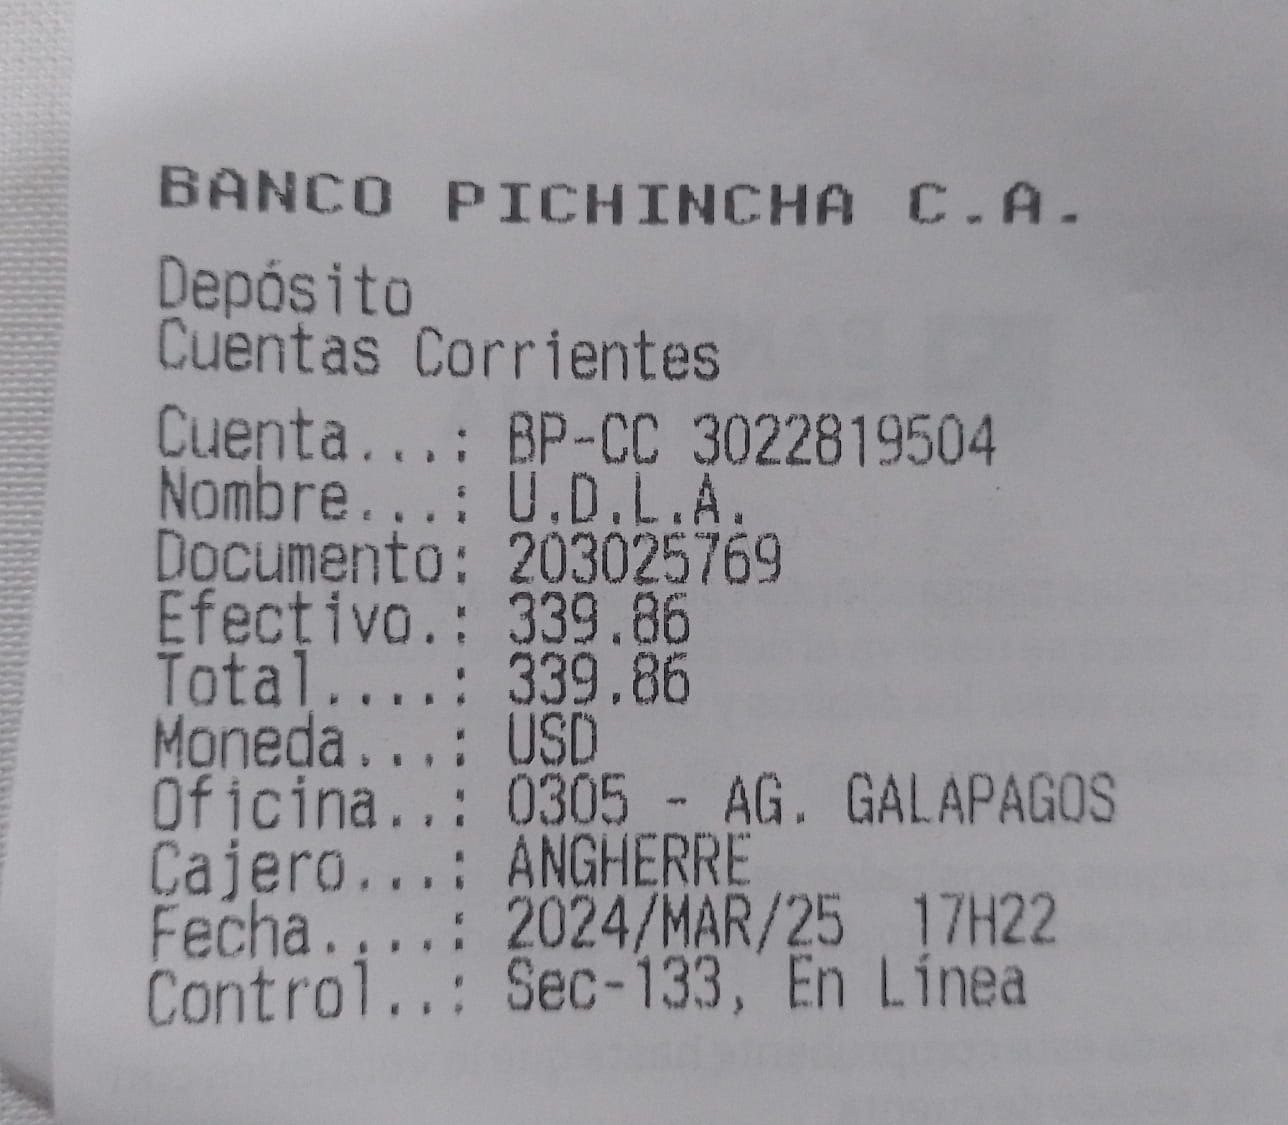 BANCO PICHINCHA C.A.
Depósito
Cuentas Corrientes
Cuenta...: BP-CC 3022819504
Nombre...: U.D.L.A.
Documento: 203025769
Efectivo.: 339.86
Total....: 339.86
Moneda...: USD
Oficina..: 0305 - AG. GALAPAGOS
Cajero...: ANGHERRE
Fecha....: 2024/MAR/25  17H22
Control..: Sec-133, En Línea